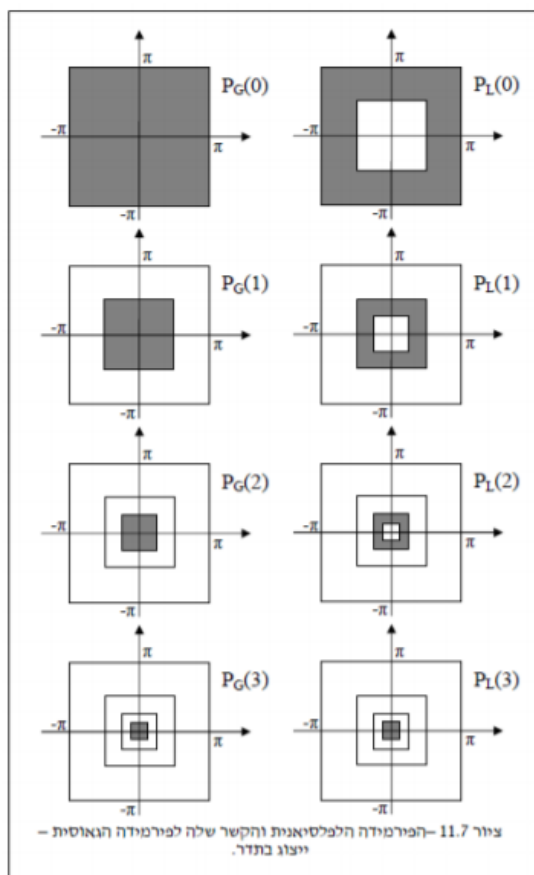 π π
P_G(0) P_L(0)
-π π -π π
-π -π
π π
P_G(1) P_L(1)
-π π -π π
-π -π
π π
P_G(2) P_L(2)
-π π -π π
-π -π
π π
P_G(3) P_L(3)
-π π -π π
-π -π
ציור 11.7 –הפירמידה הלפלסיאנית והקשר שלה לפירמידה הגאוסית –
ייצוג בתדר.